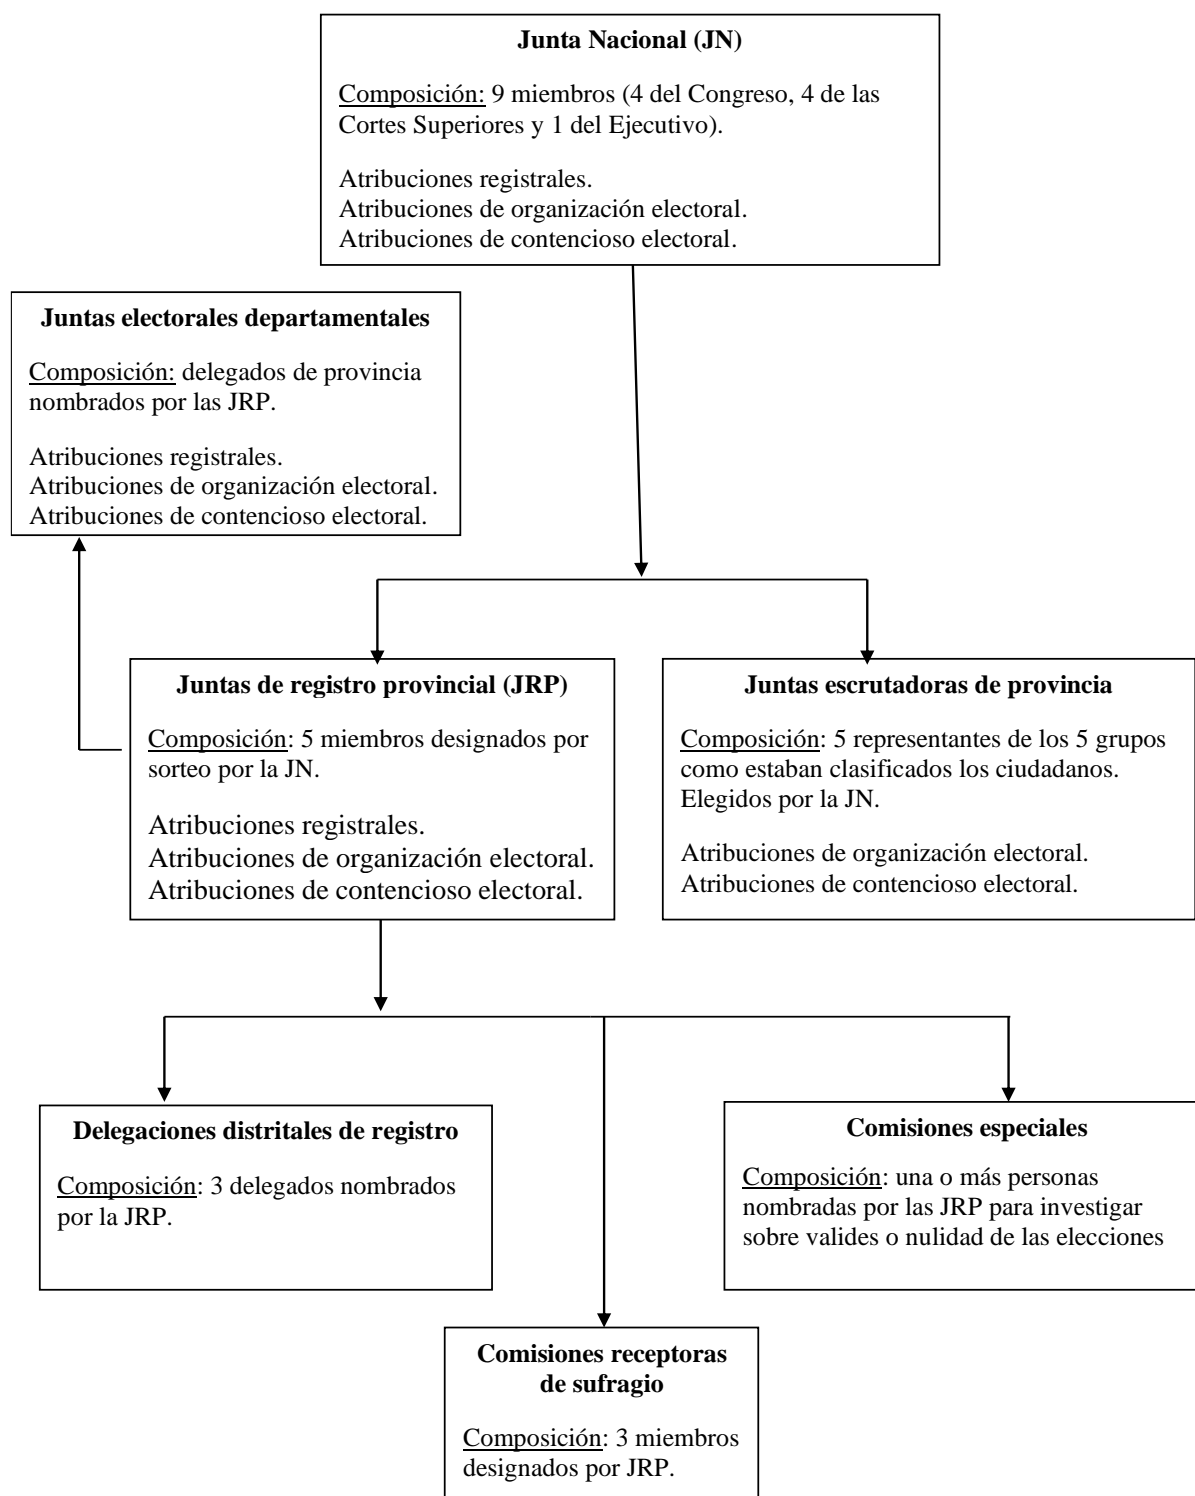 Junta Nacional (JN)
Composición: 9 miembros (4 del Congreso, 4 de las
Cortes Superiores y 1 del Ejecutivo).
Atribuciones registrales.
Atribuciones de organización electoral.
Atribuciones de contencioso electoral.
Juntas electorales departamentales
Composición: delegados de provincia
nombrados por las JRP.
Atribuciones registrales.
Atribuciones de organización electoral.
Atribuciones de contencioso electoral.
Juntas de registro provincial (JRP)
Composición: 5 miembros designados por
sorteo por la JN.
Atribuciones registrales.
Atribuciones de organización electoral.
Atribuciones de contencioso electoral.
Juntas escrutadoras de provincia
Composición: 5 representantes de los 5 grupos
como estaban clasificados los ciudadanos.
Elegidos por la JN.
Atribuciones de organización electoral.
Atribuciones de contencioso electoral.
Delegaciones distritales de registro
Composición: 3 delegados nombrados
por la JRP.
Comisiones especiales
Composición: una o más personas
nombradas por las JRP para investigar
sobre valides o nulidad de las elecciones
Comisiones receptoras
de sufragio
Composición: 3 miembros
designados por JRP.